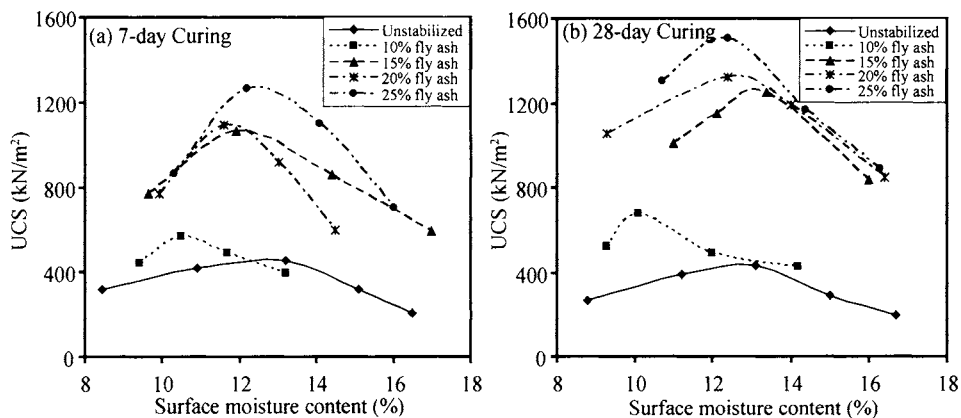 (a) 7-day Curing
Unstabilized
10% fly ash
15% fly ash
20% fly ash
25% fly ash
UCS (kN/m²)
1600
1200
800
400
0
8 10 12 14 16 18
Surface moisture content (%)
(b) 28-day Curing
Unstabilized
10% fly ash
15% fly ash
20% fly ash
25% fly ash
UCS (kN/m²)
1600
1200
800
400
0
8 10 12 14 16 18
Surface moisture content (%)